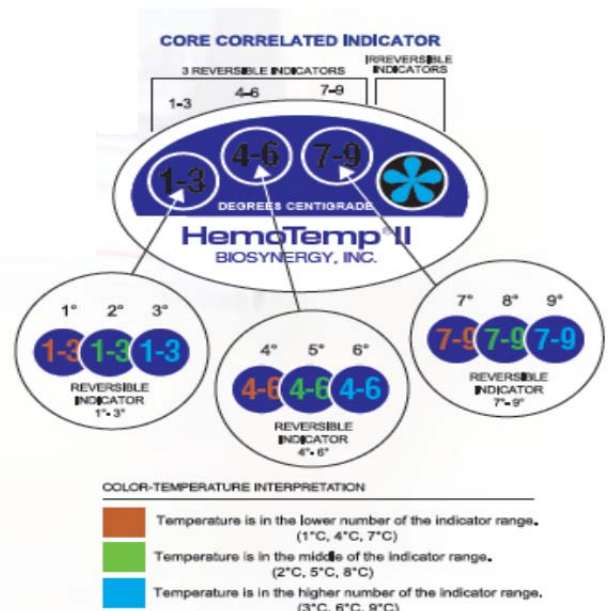 CORE CORRELATED INDICATOR
3 REVERSIBLE INDICATORS
IRREVERSIBLE
INDICATORS
1-3
4-6
7-9
1-3
4-6
7-9
DEGREES CENTIGRADE
HemoTemp® II
BIOSYNERGY, INC.
1° 2° 3°
1-3 1-3 1-3
REVERSIBLE
INDICATOR
1°- 3°
4° 5° 6°
4-6 4-6 4-6
REVERSIBLE
INDICATOR
4°- 6°
7° 8° 9°
7-9 7-9 7-9
REVERSIBLE
INDICATOR
7°- 9°
COLOR-TEMPERATURE INTERPRETATION
Temperature is in the lower number of the indicator range.
(1°C, 4°C, 7°C)
Temperature is in the middle of the indicator range.
(2°C, 5°C, 8°C)
Temperature is in the higher number of the indicator range.
(3°C, 6°C, 9°C)